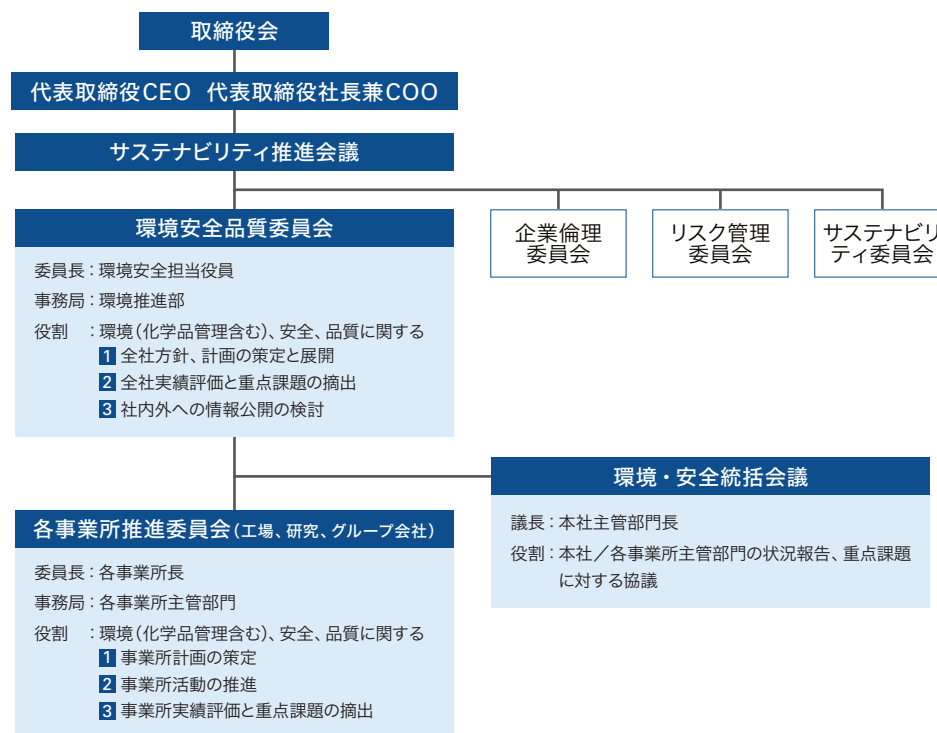 取締役会
代表取締役CEO 代表取締役社長兼COO
サステナビリティ推進会議
環境安全品質委員会
委員長：環境安全担当役員
事務局：環境推進部
役割　：環境（化学品管理含む）、安全、品質に関する
1 全社方針、計画の策定と展開
2 全社実績評価と重点課題の摘出
3 社内外への情報公開の検討
企業倫理
委員会
リスク管理
委員会
サステナビリ
ティ委員会
環境・安全統括会議
議長：本社主管部門長
役割：本社／各事業所主管部門の状況報告、重点課題
に対する協議
各事業所推進委員会（工場、研究、グループ会社）
委員長：各事業所長
事務局：各事業所主管部門
役割　：環境（化学品管理含む）、安全、品質に関する
1 事業所計画の策定
2 事業所活動の推進
3 事業所実績評価と重点課題の摘出